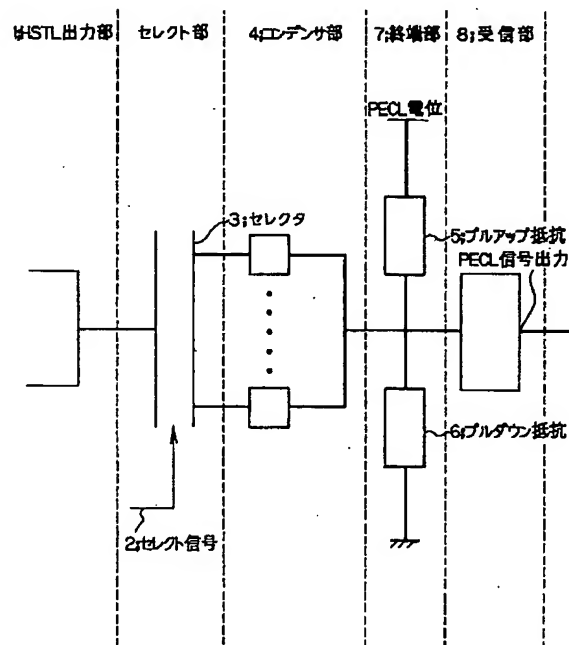 1;HSTL出力部
セレクト部
4;コンデンサ部
7;終端部
8;受信部
PECL電位
3;セレクタ
5;プルアップ抵抗
PECL信号出力
6;プルダウン抵抗
2;セレクト信号